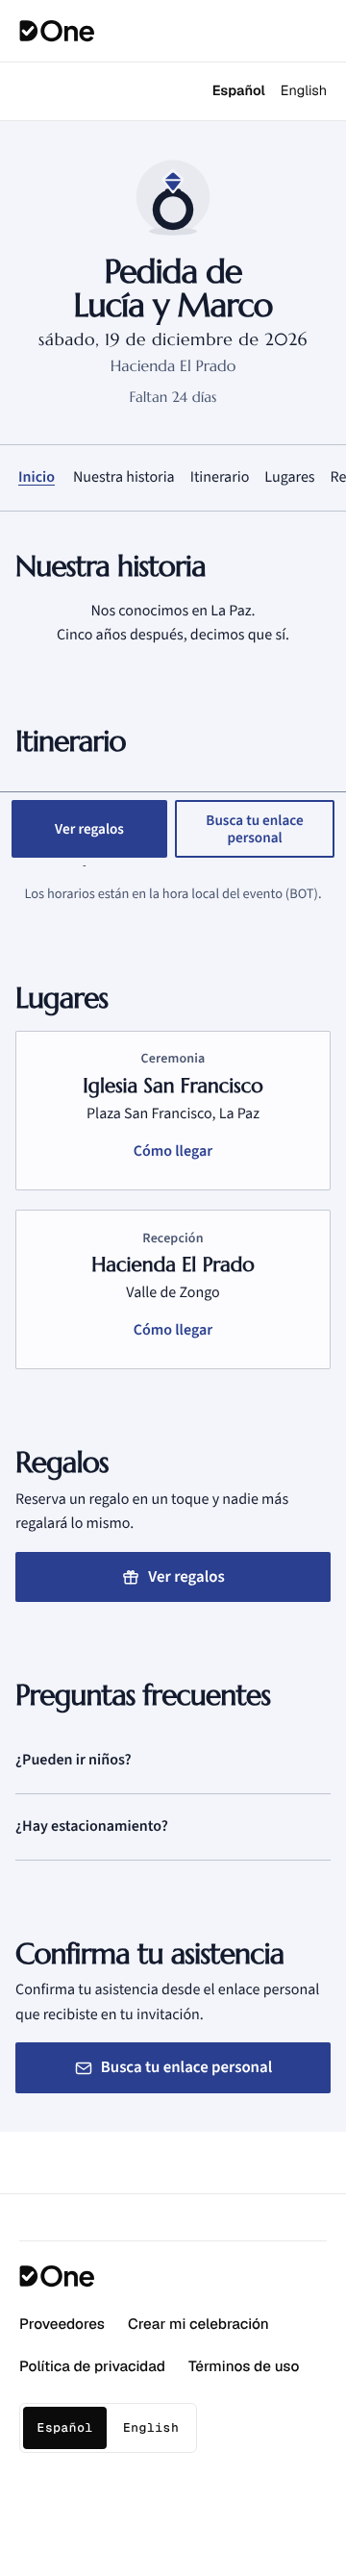 One
Español English
Pedida de
Lucía y Marco
sábado, 19 de diciembre de 2026
Hacienda El Prado
Faltan 24 días
Inicio Nuestra historia Itinerario Lugares Re
Nuestra historia
Nos conocimos en La Paz.
Cinco años después, decimos que sí.
Itinerario
Ver regalos
Busca tu enlace
personal
Los horarios están en la hora local del evento (BOT).
Lugares
Ceremonia
Iglesia San Francisco
Plaza San Francisco, La Paz
Cómo llegar
Recepción
Hacienda El Prado
Valle de Zongo
Cómo llegar
Regalos
Reserva un regalo en un toque y nadie más
regalará lo mismo.
Ver regalos
Preguntas frecuentes
¿Pueden ir niños?
¿Hay estacionamiento?
Confirma tu asistencia
Confirma tu asistencia desde el enlace personal
que recibiste en tu invitación.
Busca tu enlace personal
One
Proveedores Crear mi celebración
Política de privacidad Términos de uso
Español English